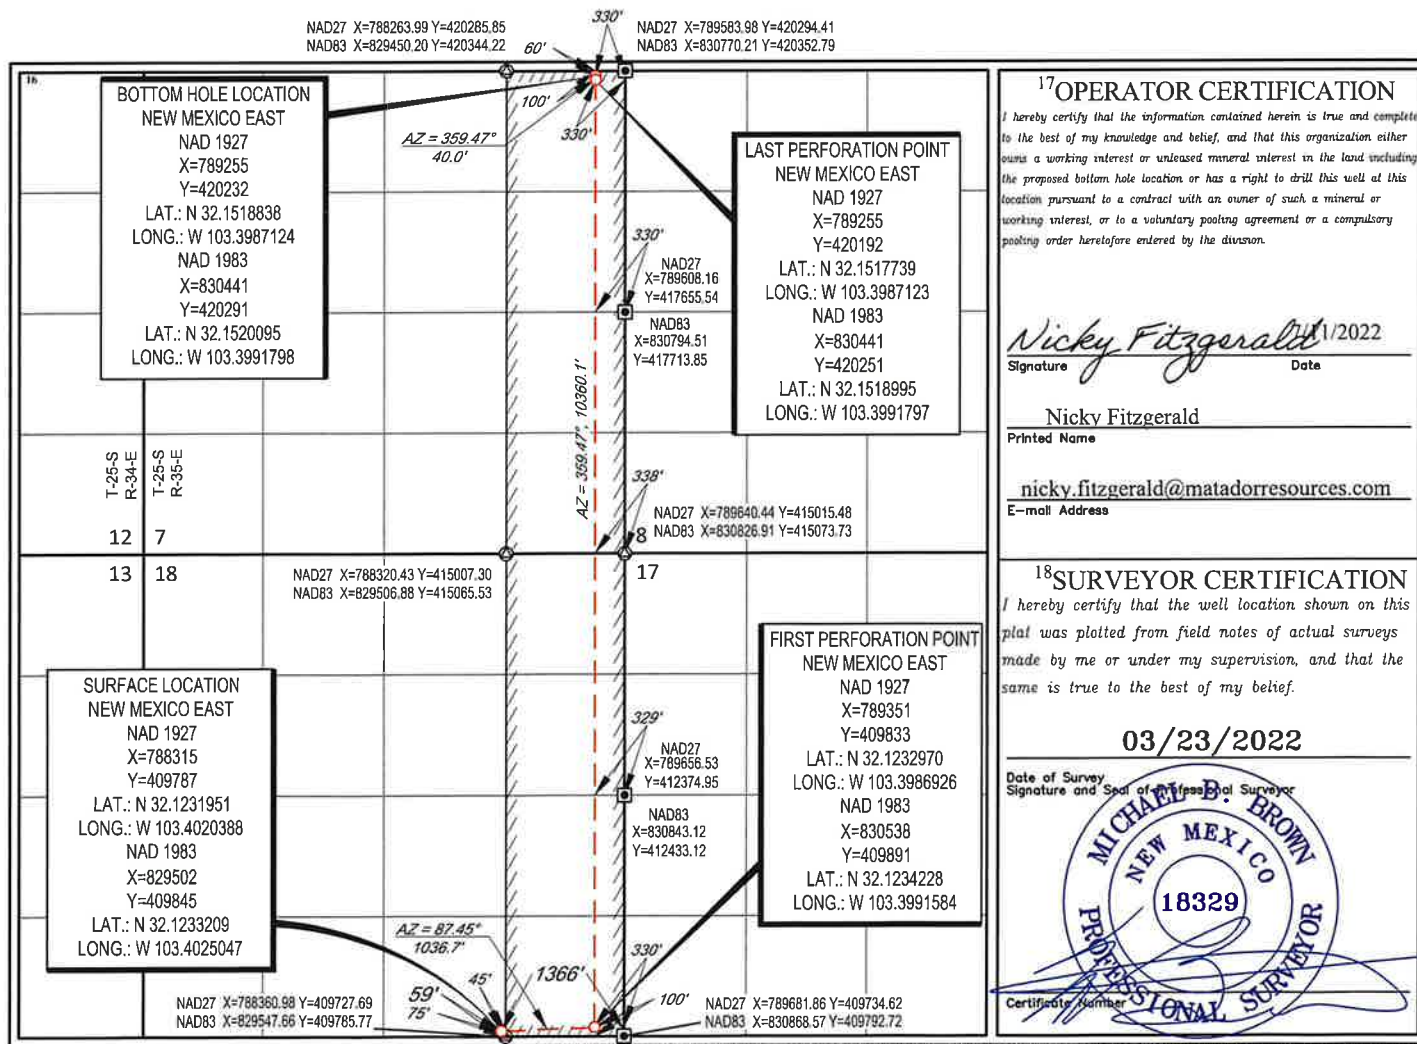 NAD27 X=788263.99 Y=420285.85
NAD83 X=829450.20 Y=420344.22
60'
330'
NAD27 X=789583.98 Y=420294.41
NAD83 X=830770.21 Y=420352.79
16
BOTTOM HOLE LOCATION
NEW MEXICO EAST
NAD 1927
X=789255
Y=420232
LAT.: N 32.1518838
LONG.: W 103.3987124
NAD 1983
X=830441
Y=420291
LAT.: N 32.1520095
LONG.: W 103.3991798
100'
330'
AZ = 359.47°
40.0'
LAST PERFORATION POINT
NEW MEXICO EAST
NAD 1927
X=789255
Y=420192
LAT.: N 32.1517739
LONG.: W 103.3987123
NAD 1983
X=830441
Y=420251
LAT.: N 32.1518995
LONG.: W 103.3991797
330'
NAD27
X=789608.16
Y=417655.54
NAD83
X=830794.51
Y=417713.85
AZ = 359.47°, 10360.1'
T-25-S
R-34-E
T-25-S
R-35-E
338'
NAD27 X=789640.44 Y=415015.48
NAD83 X=830826.91 Y=415073.73
12 7
8
13 18
17
NAD27 X=788320.43 Y=415007.30
NAD83 X=829506.88 Y=415065.53
SURFACE LOCATION
NEW MEXICO EAST
NAD 1927
X=788315
Y=409787
LAT.: N 32.1231951
LONG.: W 103.4020388
NAD 1983
X=829502
Y=409845
LAT.: N 32.1233209
LONG.: W 103.4025047
FIRST PERFORATION POINT
NEW MEXICO EAST
NAD 1927
X=789351
Y=409833
LAT.: N 32.1232970
LONG.: W 103.3986926
NAD 1983
X=830538
Y=409891
LAT.: N 32.1234228
LONG.: W 103.3991584
329'
NAD27
X=789656.53
Y=412374.95
NAD83
X=830843.12
Y=412433.12
AZ = 87.45°
1036.7'
45'
1366'
330'
59'
75'
100'
NAD27 X=788360.98 Y=409727.69
NAD83 X=829547.66 Y=409785.77
NAD27 X=789681.86 Y=409734.62
NAD83 X=830868.57 Y=409792.72
17OPERATOR CERTIFICATION
I hereby certify that the information contained herein is true and complete
to the best of my knowledge and belief, and that this organization either
owns a working interest or unleased mineral interest in the land including
the proposed bottom hole location or has a right to drill this well at this
location pursuant to a contract with an owner of such a mineral or
working interest, or to a voluntary pooling agreement or a compulsory
pooling order heretofore entered by the division.
Nicky Fitzgerald 1/2022
Signature Date
Nicky Fitzgerald
Printed Name
nicky.fitzgerald@matadorresources.com
E-mail Address
18SURVEYOR CERTIFICATION
I hereby certify that the well location shown on this
plat was plotted from field notes of actual surveys
made by me or under my supervision, and that the
same is true to the best of my belief.
03/23/2022
Date of Survey
Signature and Seal of Professional Surveyor
MICHAEL B. BROWN
NEW MEXICO
18329
PROFESSIONAL SURVEYOR
Certificate Number